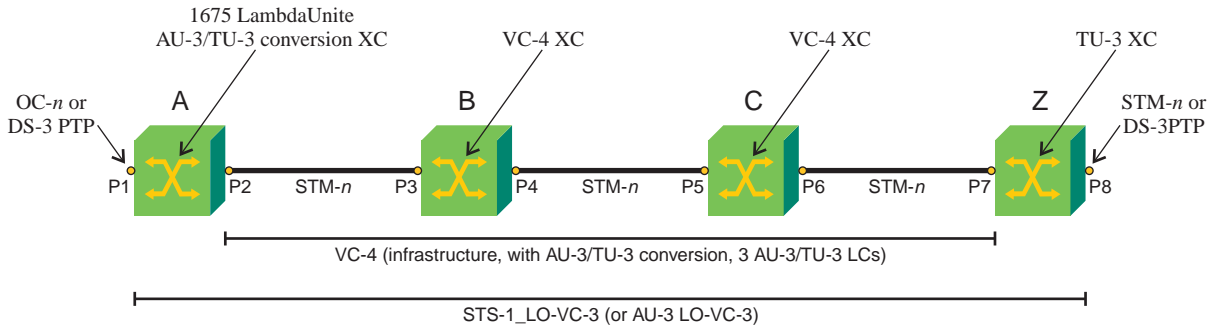 1675 LambdaUnite
AU-3/TU-3 conversion XC
VC-4 XC
VC-4 XC
TU-3 XC
OC-n or
DS-3 PTP
A
B
C
Z
STM-n or
DS-3PTP
P1
P2
STM-n
P3
P4
STM-n
P5
P6
STM-n
P7
P8
VC-4 (infrastructure, with AU-3/TU-3 conversion, 3 AU-3/TU-3 LCs)
STS-1_LO-VC-3 (or AU-3 LO-VC-3)